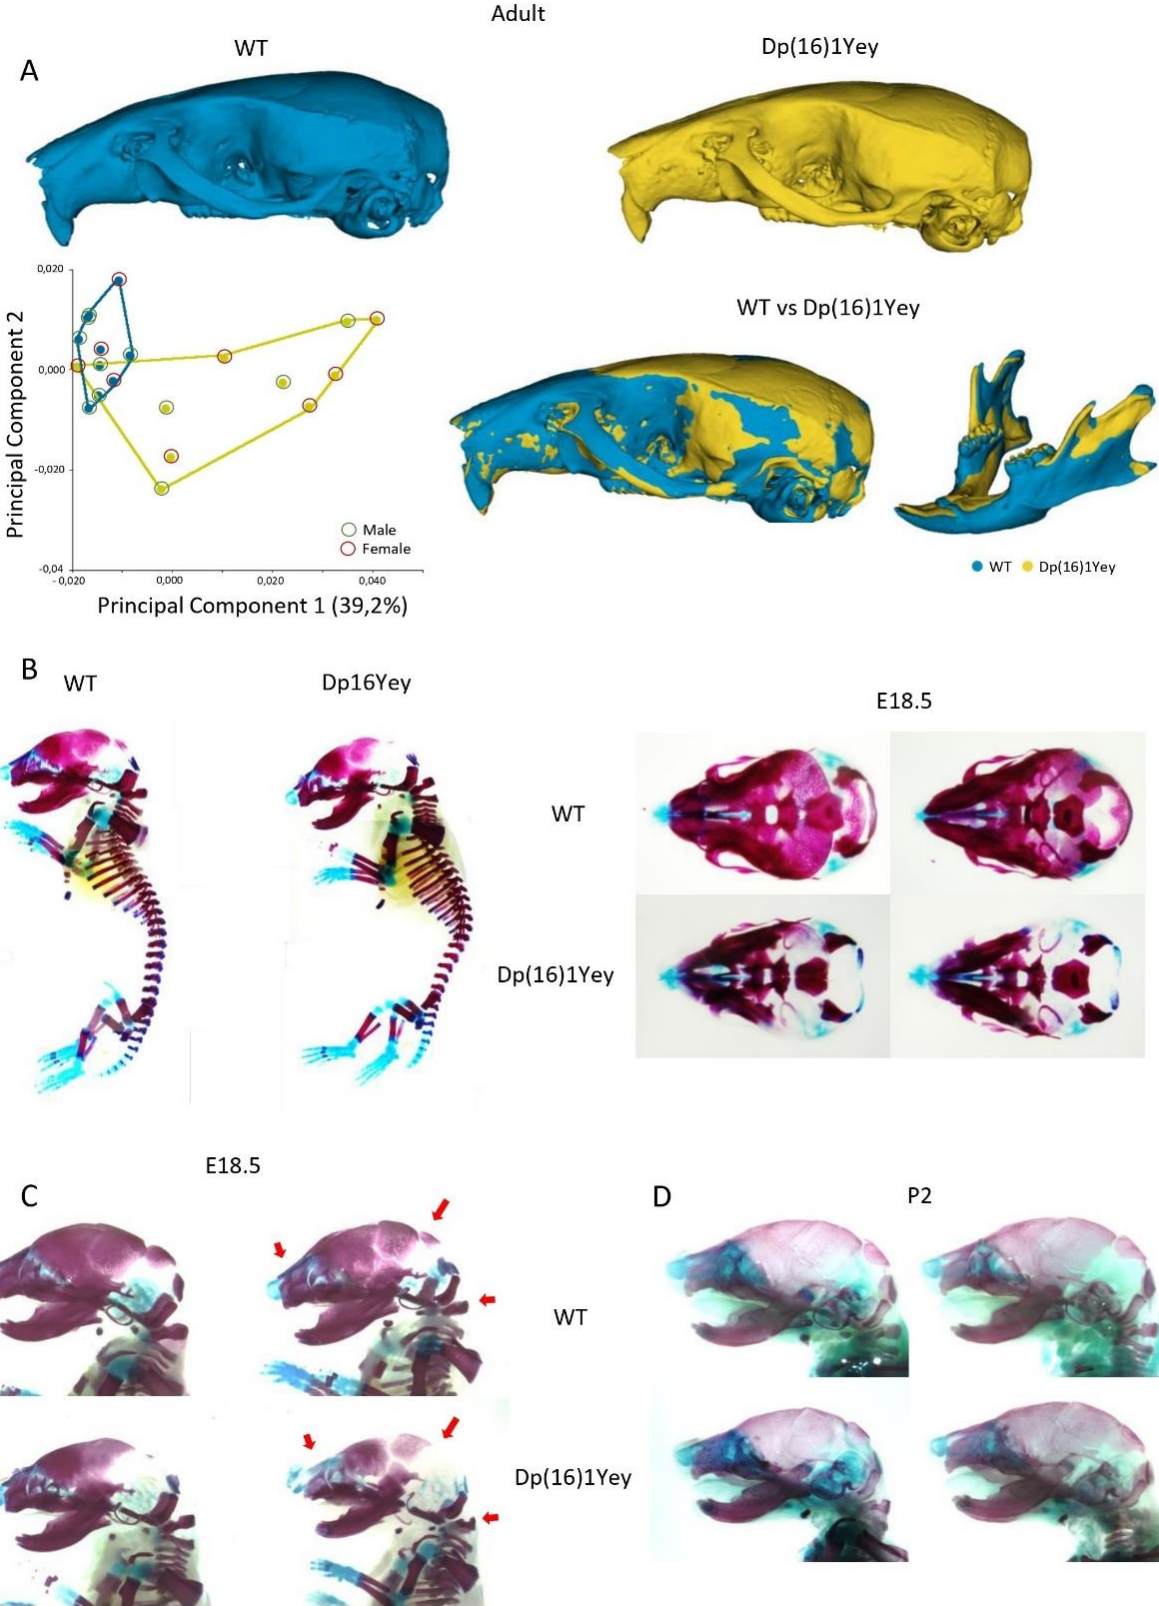 Adult
WT
Dp(16)1Yey
A
0,020
0,000
-0,020
-0,04
-0,020
0,000
0,020
0,040
Principal Component 2
Principal Component 1 (39,2%)
Male
Female
WT vs Dp(16)1Yey
WT
Dp(16)1Yey
B
WT
Dp16Yey
E18.5
WT
Dp(16)1Yey
E18.5
C
D
P2
WT
Dp(16)1Yey